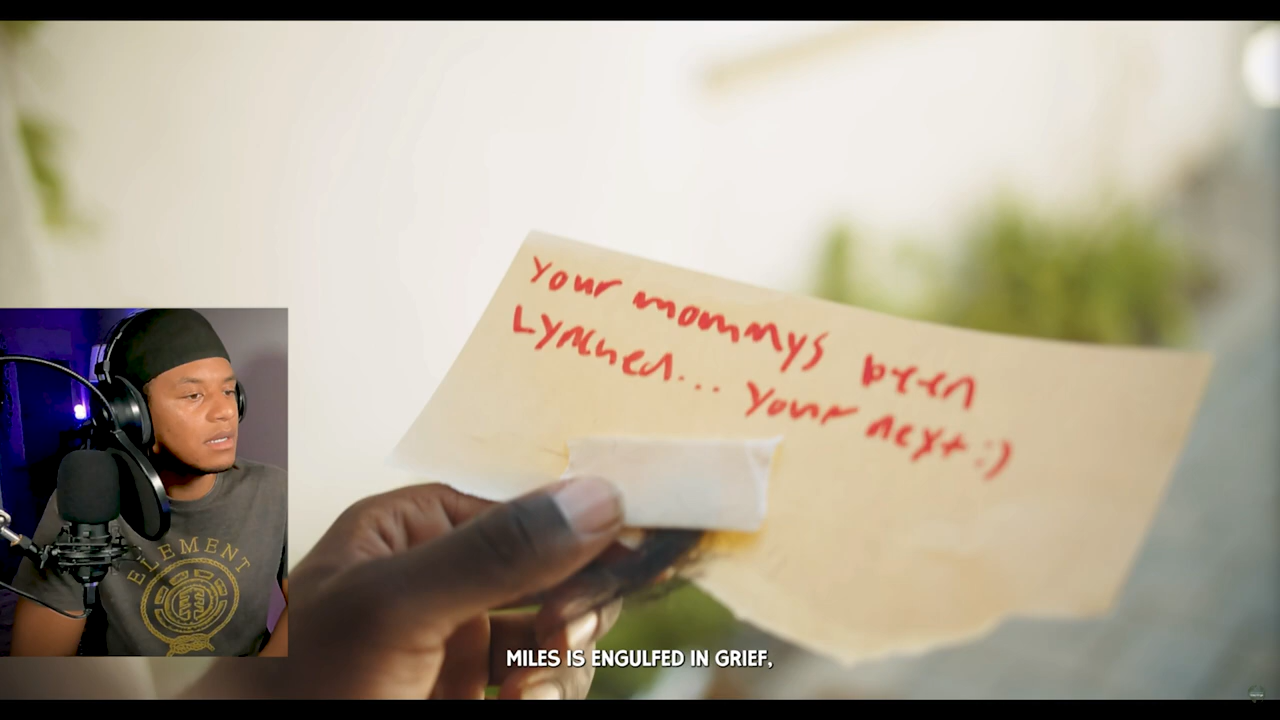 your mommys been
Lynched... your next :)
ELEMENT
MILES IS ENGULFED IN GRIEF,